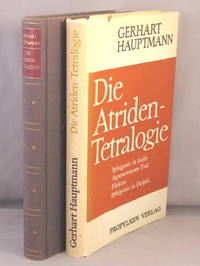 GERHART
HAUPTMANN
Die
Atriden-
Tetralogie
Iphigenie in Aulis
Agamemnons Tod
Elektra
Iphigenie in Delphi
PROPYLÄEN VERLAG
Gerhart Hauptmann Die Atriden-Tetralogie